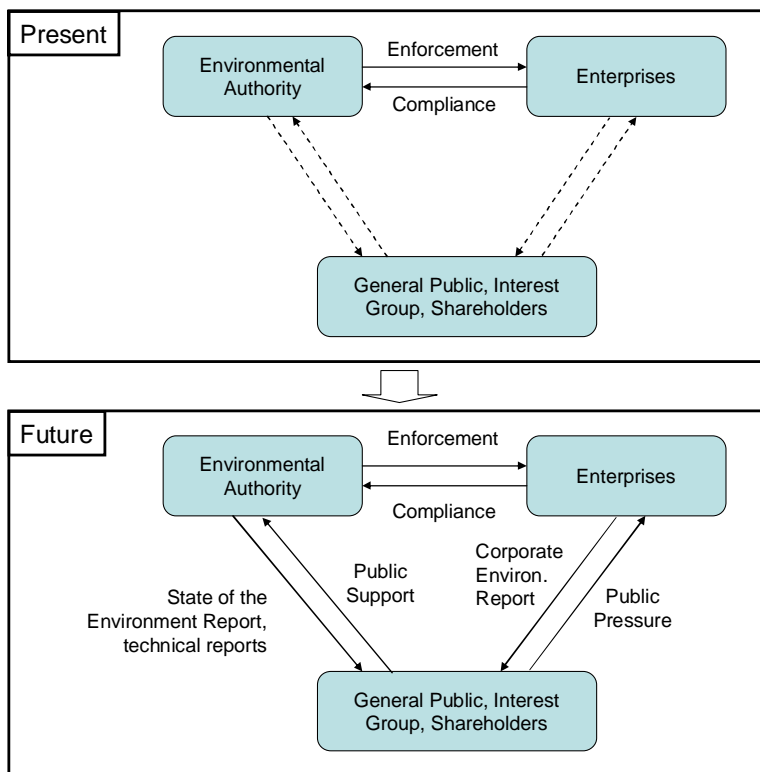 Present
Environmental
Authority
Enforcement
Compliance
Enterprises
General Public, Interest
Group, Shareholders
Future
Environmental
Authority
Enforcement
Compliance
Enterprises
State of the
Environment Report,
technical reports
Public
Support
Corporate
Environ.
Report
Public
Pressure
General Public, Interest
Group, Shareholders